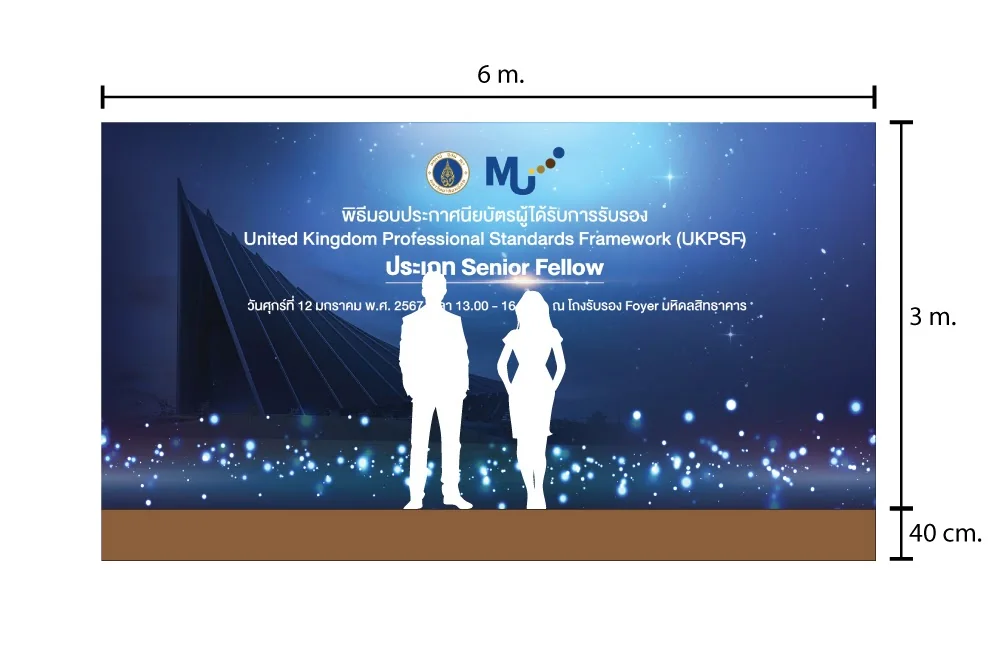 6 m.
MU
พิธีมอบประกาศนียบัตรผู้ได้รับการรับรอง
United Kingdom Professional Standards Framework (UKPSF)
ประเภท Senior Fellow
วันศุกร์ที่ 12 มกราคม พ.ศ. 2567 13.00 - 16 ณ โถงรับรอง Foyer มหิดลสิทธาคาร
3 m.
40 cm.